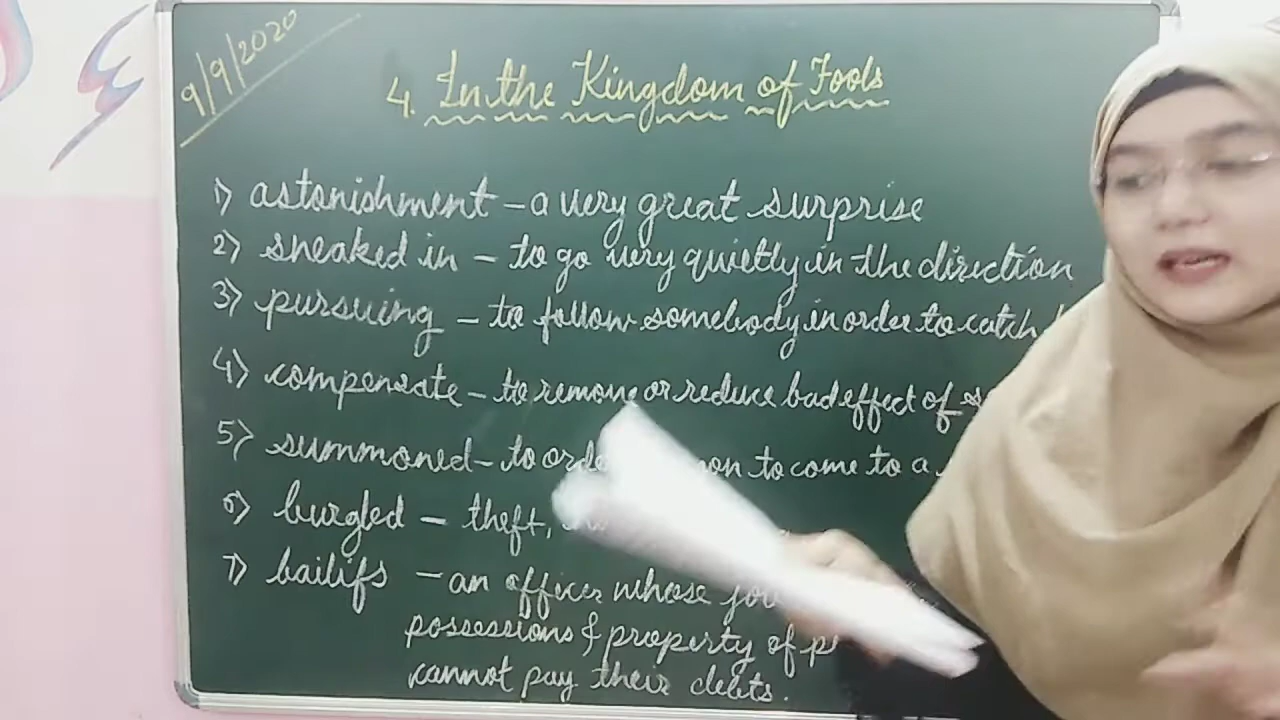 9/9/2020
4. In the Kingdom of Fools
1) astonishment - a very great surprise
2) sneaked in - to go very quietly in the direction
3) pursuing - to follow somebody in order to catch
4) compensate - to remove or reduce bad effect of
5) summoned - to to come to a
6) burgled - theft,
7) bailifs - an officer whose
possessions & property of
cannot pay their debts.